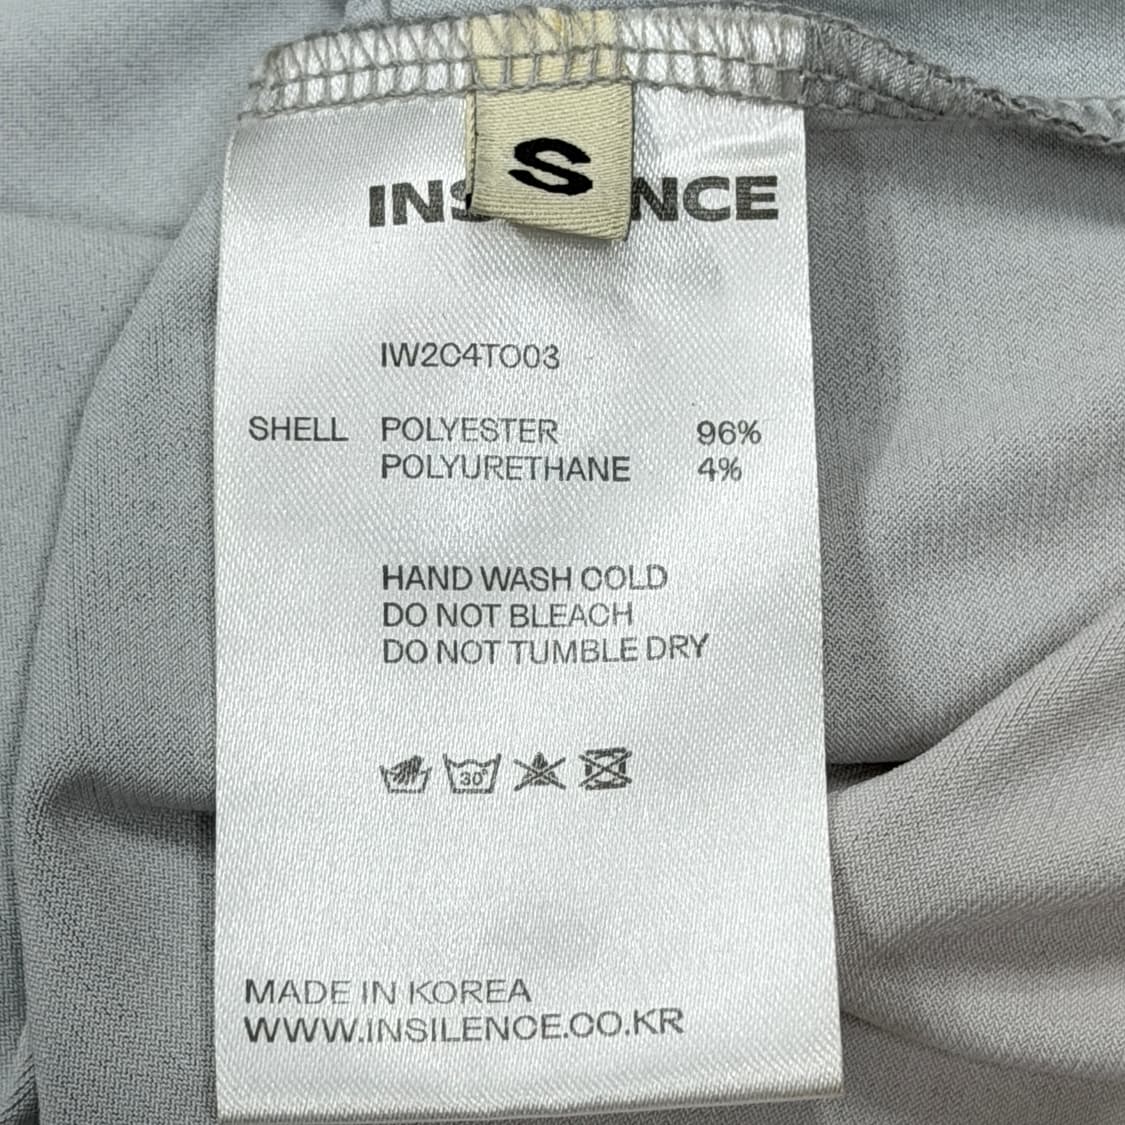 S
INS NCE
IW2C4TO03
SHELL POLYESTER 96%
POLYURETHANE 4%
HAND WASH COLD
DO NOT BLEACH
DO NOT TUMBLE DRY
30°
MADE IN KOREA
WWW.INSILENCE.CO.KR